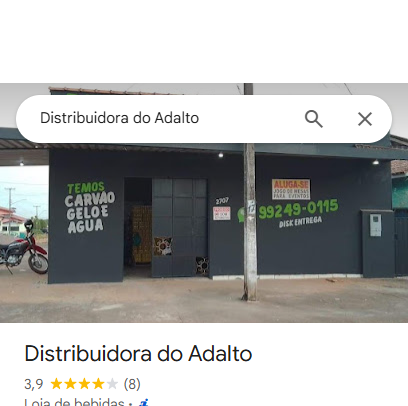 Distribuidora do Adalto
TEMOS
CARVÃO
GELO E
ÁGUA
2707
ALUGA-SE
JOGO DE MESAS
PARA EVENTOS
99249-0115
DISK ENTREGA
Distribuidora do Adalto
3,9 (8)
Loja de bebidas ·